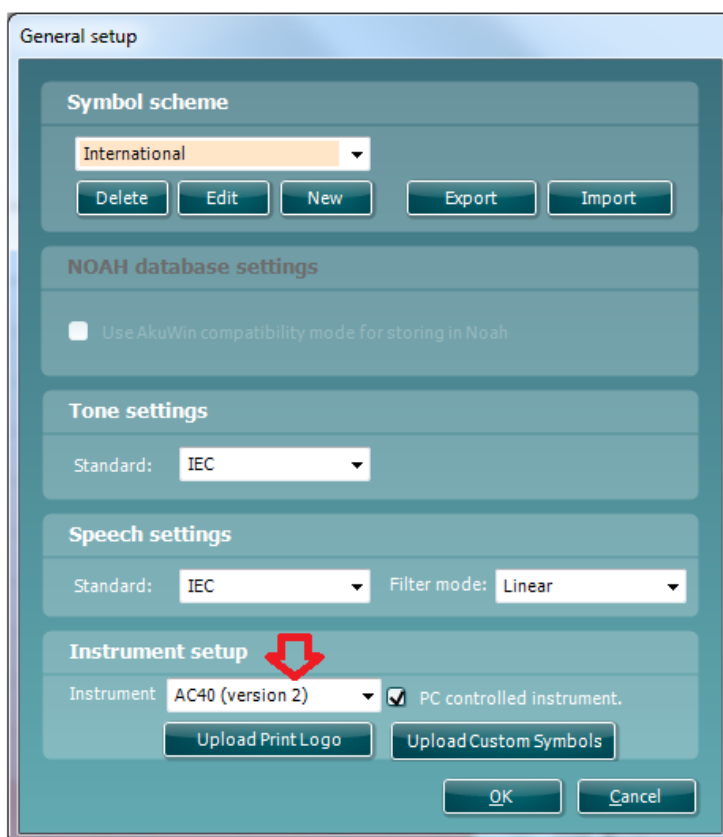 General setup
Symbol scheme
International
Delete Edit New Export Import
NOAH database settings
Use AkuWin compatibility mode for storing in Noah
Tone settings
Standard: IEC
Speech settings
Standard: IEC Filter mode: Linear
Instrument setup
Instrument AC40 (version 2) PC controlled instrument.
Upload Print Logo Upload Custom Symbols
OK Cancel